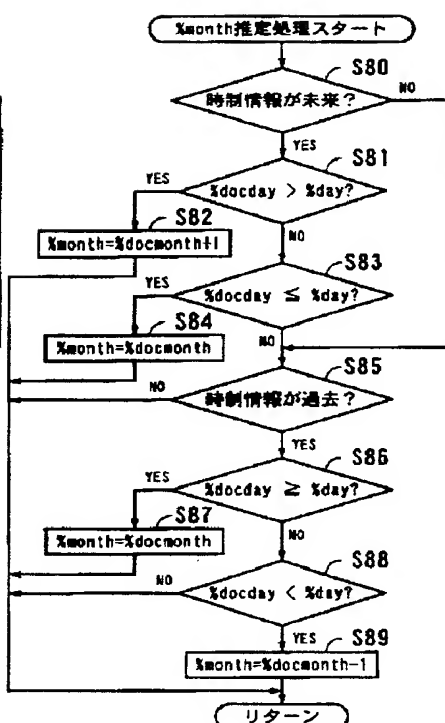 %month推定処理スタート
S80
時制情報が未来？
NO
YES
S81
%docday > %day?
YES
S82
%month=%docmonth+1
NO
S83
%docday ≦ %day?
YES
S84
%month=%docmonth
NO
S85
時制情報が過去？
NO
YES
S86
%docday ≧ %day?
YES
S87
%month=%docmonth
NO
S88
%docday < %day?
NO
YES
S89
%month=%docmonth-1
リターン